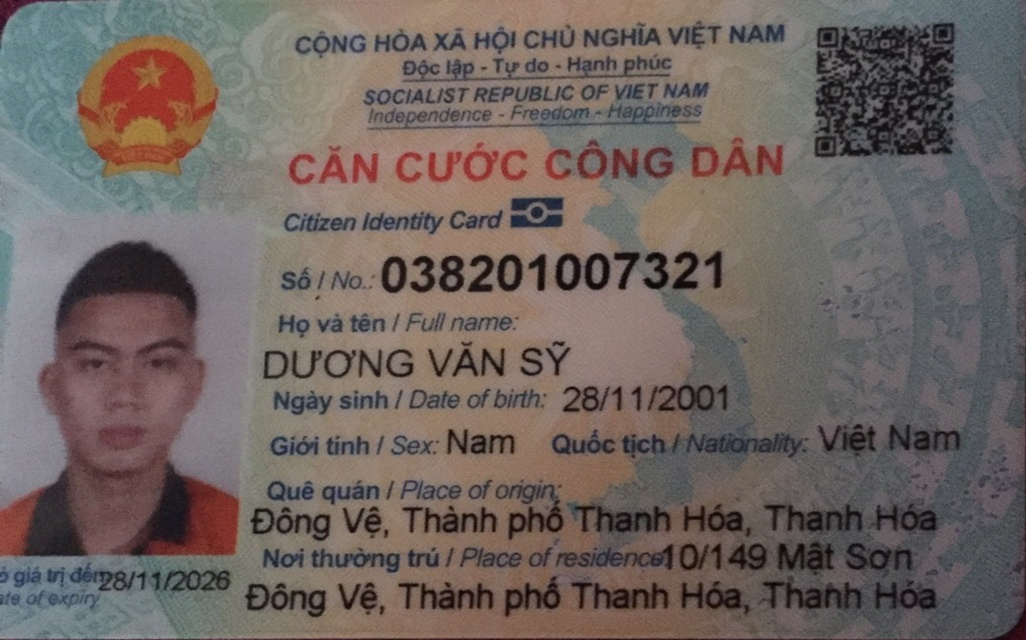 CỘNG HÒA XÃ HỘI CHỦ NGHĨA VIỆT NAM
Độc lập - Tự do - Hạnh phúc
SOCIALIST REPUBLIC OF VIET NAM
Independence - Freedom - Happiness
CĂN CƯỚC CÔNG DÂN
Citizen Identity Card
Số / No.: 038201007321
Họ và tên / Full name:
DƯƠNG VĂN SỸ
Ngày sinh / Date of birth: 28/11/2001
Giới tính / Sex: Nam Quốc tịch / Nationality: Việt Nam
Quê quán / Place of origin:
Đông Vệ, Thành phố Thanh Hóa, Thanh Hóa
Nơi thường trú / Place of residence 10/149 Mật Sơn
Đông Vệ, Thành phố Thanh Hóa, Thanh Hóa
giá trị đến 28/11/2026
of expiry